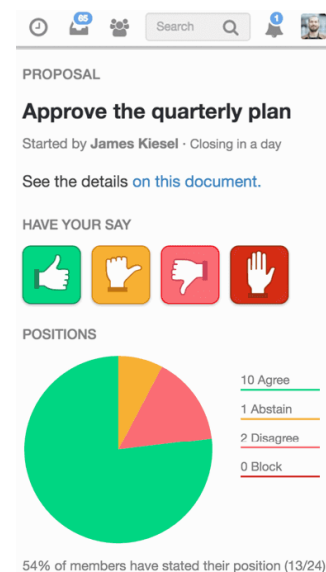 65
Search
1
PROPOSAL
Approve the quarterly plan
Started by James Kiesel · Closing in a day
See the details on this document.
HAVE YOUR SAY
POSITIONS
10 Agree
1 Abstain
2 Disagree
0 Block
54% of members have stated their position (13/24)